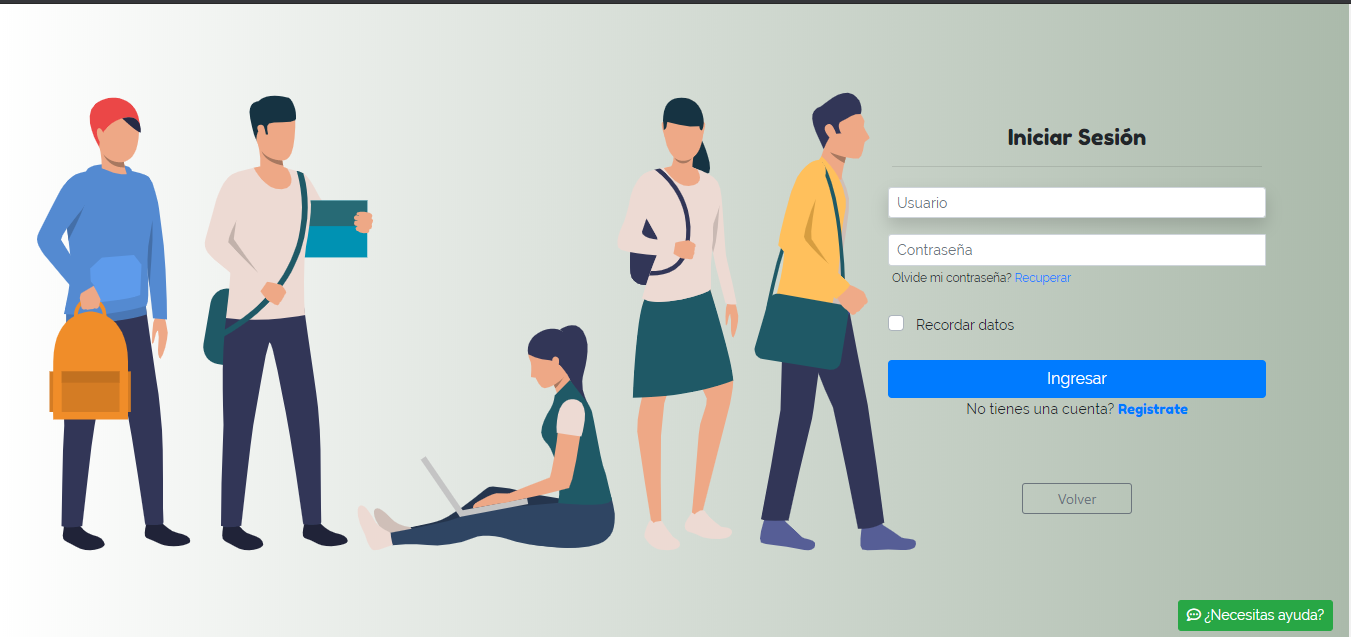 Iniciar Sesión
Usuario
Contraseña
Olvide mi contraseña? Recuperar
Recordar datos
Ingresar
No tienes una cuenta? Registrate
Volver
¿Necesitas ayuda?